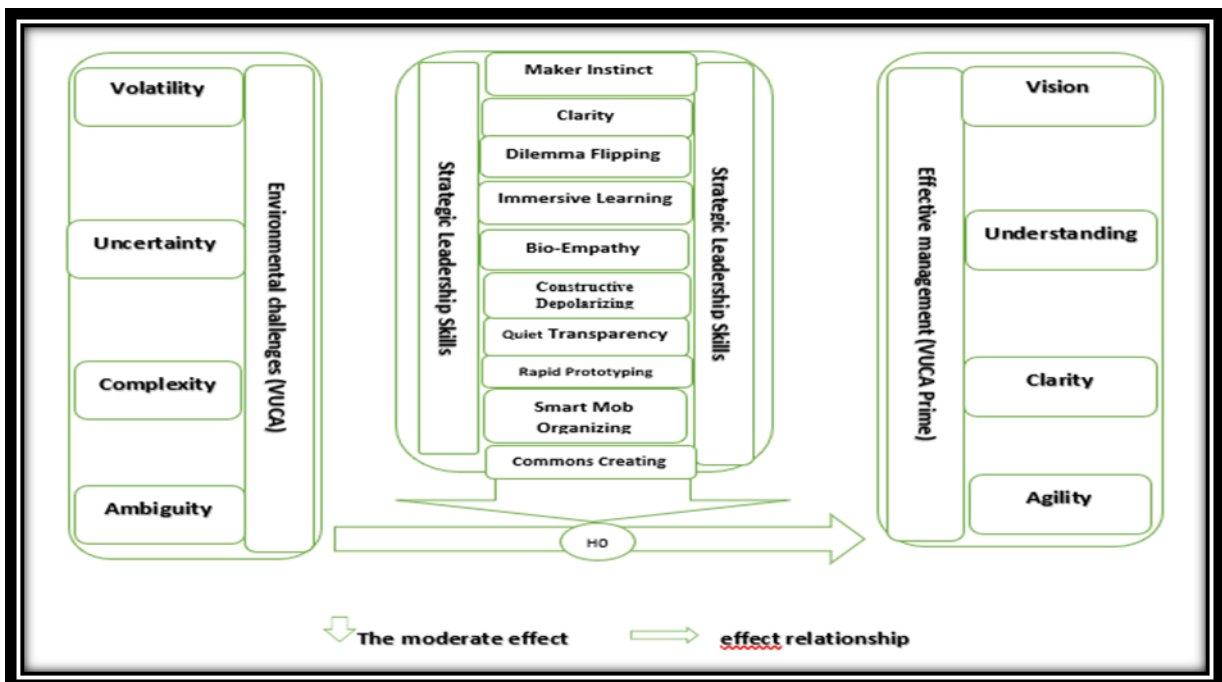 Volatility
Uncertainty
Complexity
Ambiguity
Environmental challenges (VUCA)
Strategic Leadership Skills
Maker Instinct
Clarity
Dilemma Flipping
Immersive Learning
Bio-Empathy
Constructive
Depolarizing
Quiet Transparency
Rapid Prototyping
Smart Mob
Organizing
Commons Creating
Strategic Leadership Skills
Effective management (VUCA Prime)
Vision
Understanding
Clarity
Agility
H0
The moderate effect
effect relationship